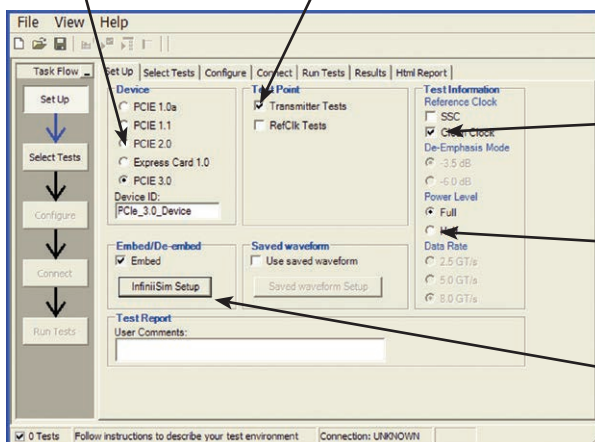 File View Help
Task Flow
Set Up
Select Tests
Configure
Connect
Run Tests
Set Up Select Tests Configure Connect Run Tests Results Html Report
Device
PCIE 1.0a
PCIE 1.1
PCIE 2.0
Express Card 1.0
PCIE 3.0
Device ID:
PCIe_3.0_Device
Test Point
Transmitter Tests
RefClk Tests
Test Information
Reference Clock
SSC
Clean Clock
De-Emphasis Mode
-3.5 dB
-6.0 dB
Power Level
Full
Data Rate
2.5 GT/s
5.0 GT/s
8.0 GT/s
Embed/De-embed
Embed
InfiniiSim Setup
Saved waveform
Use saved waveform
Saved waveform Setup
Test Report
User Comments:
0 Tests Follow instructions to describe your test environment Connection: UNKNOWN